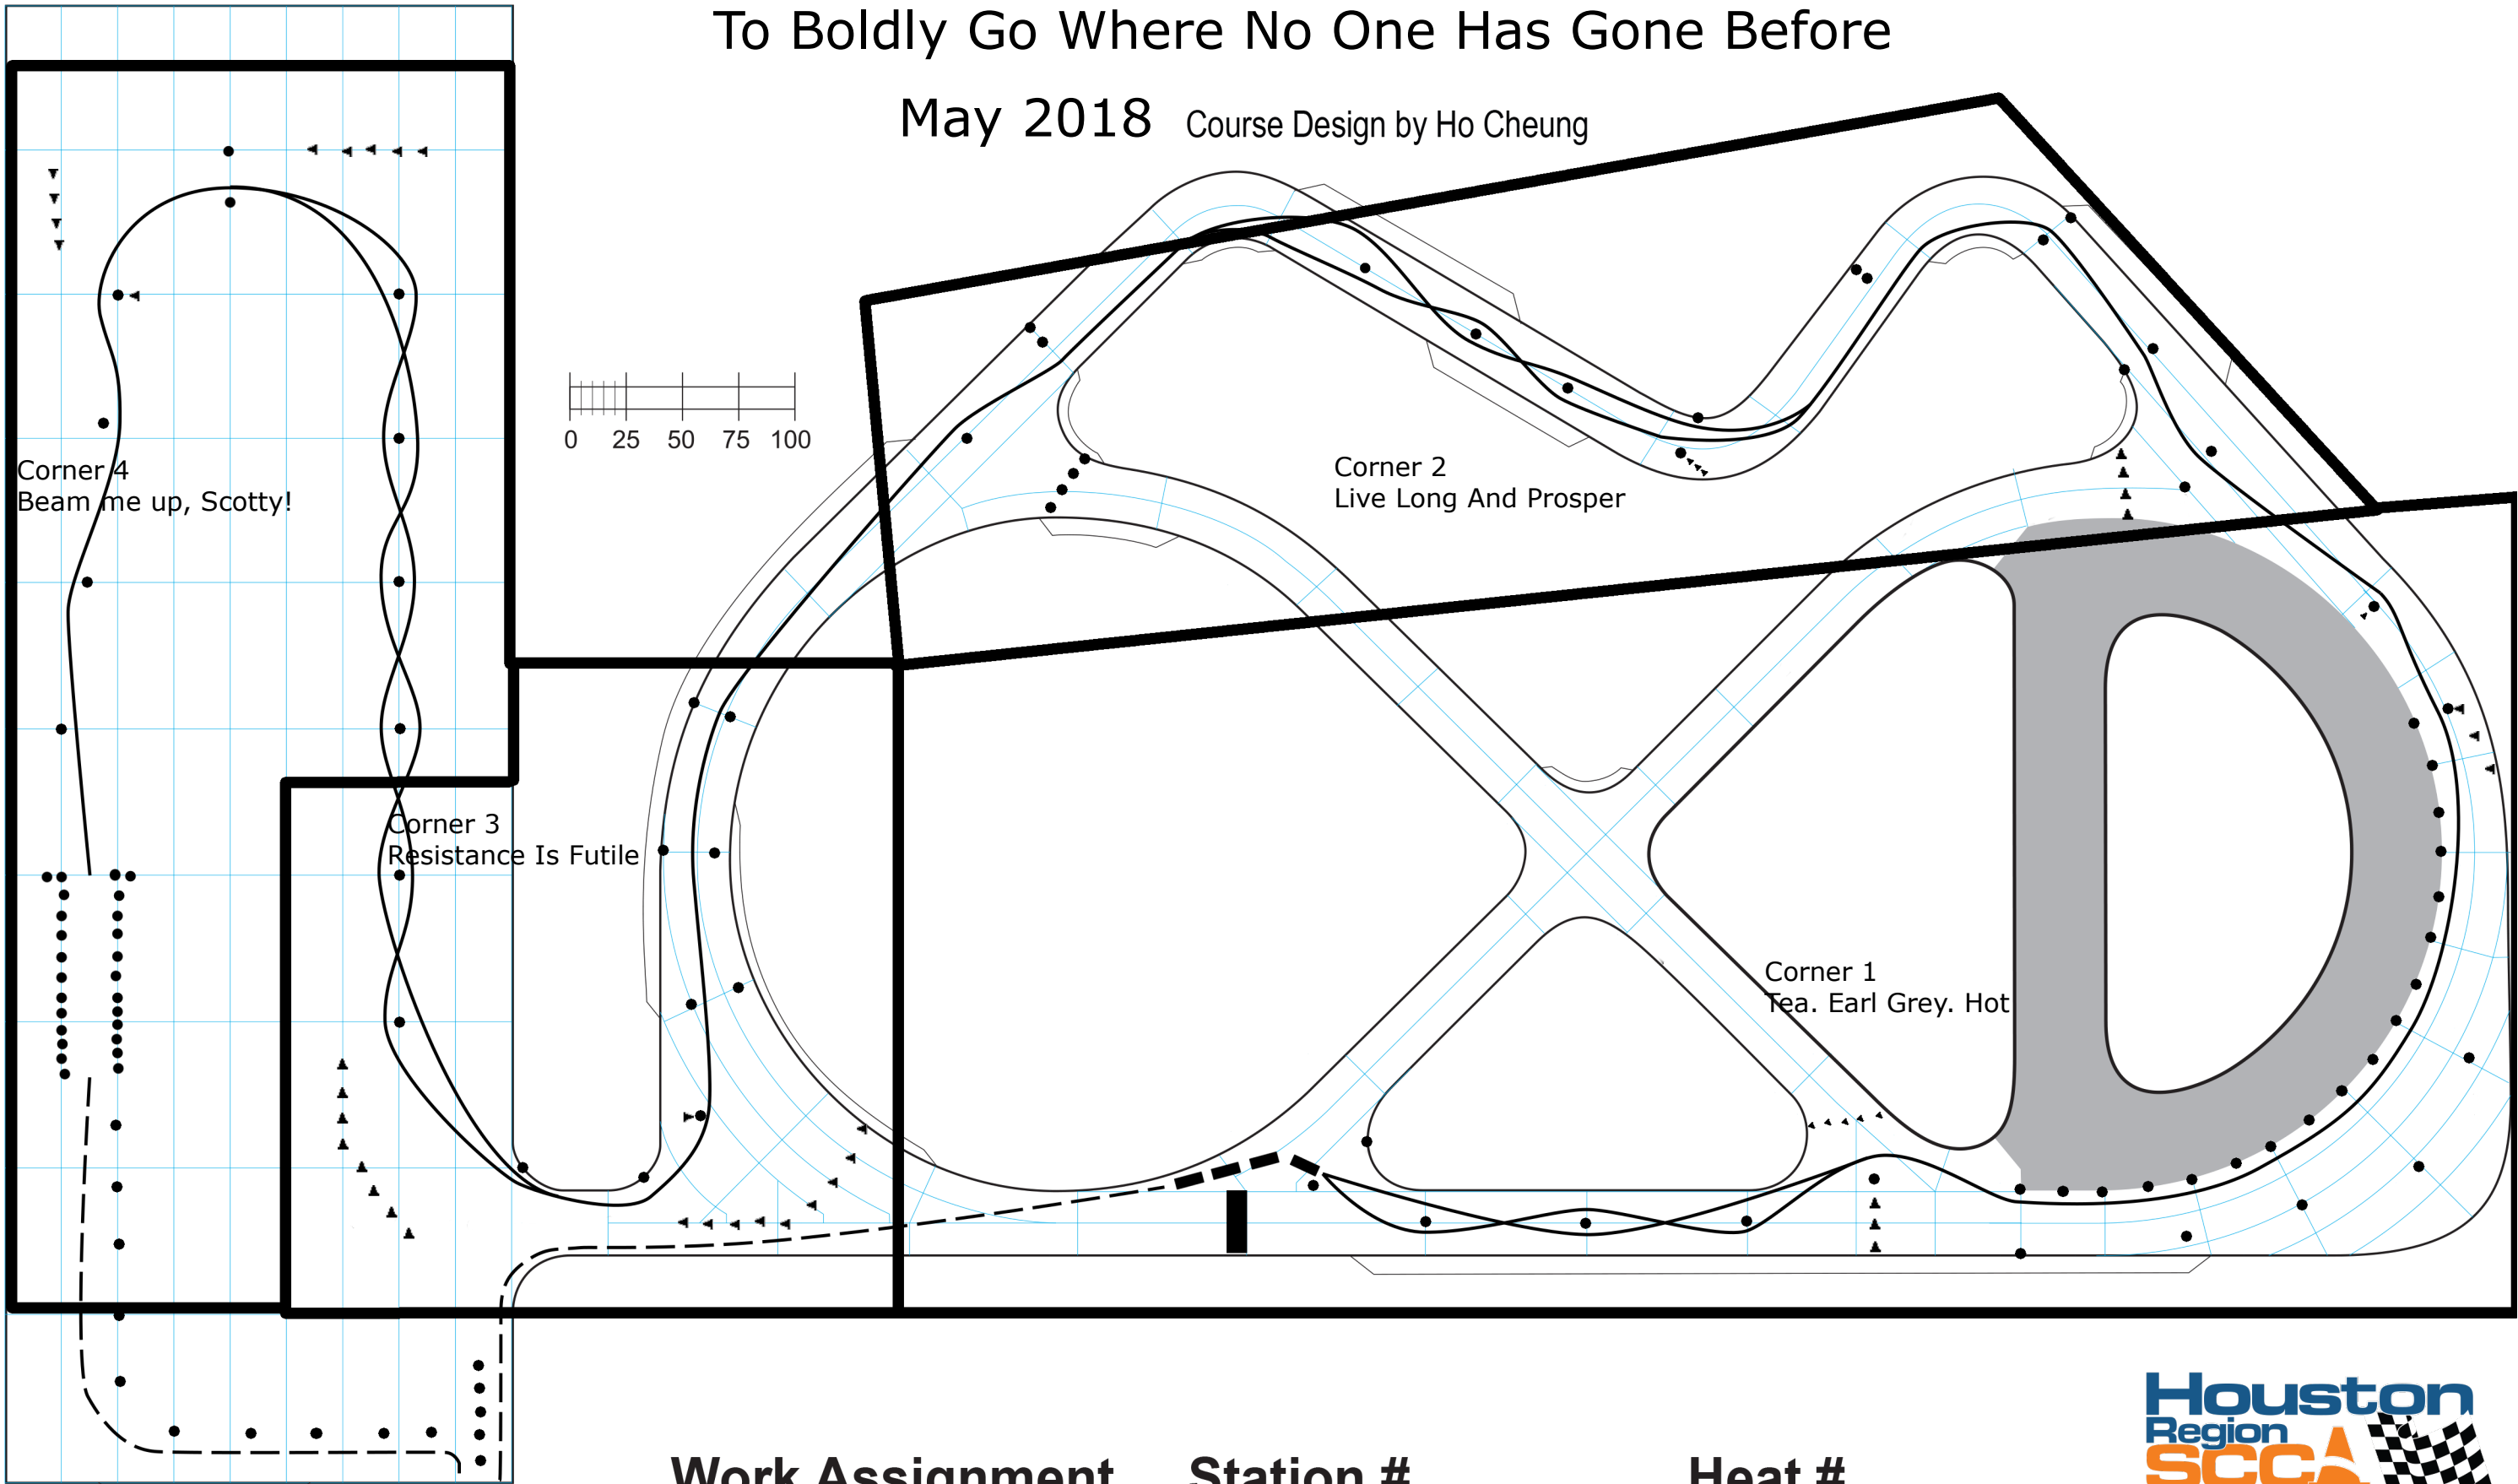 To Boldly Go Where No One Has Gone Before
May 2018 Course Design by Ho Cheung
0 25 50 75 100
Corner 4
Beam me up, Scotty!
Corner 2
Live Long And Prosper
Corner 3
Resistance Is Futile
Corner 1
Tea. Earl Grey. Hot
Houston
Region
SCCA
Work Assignment Station # Heat #